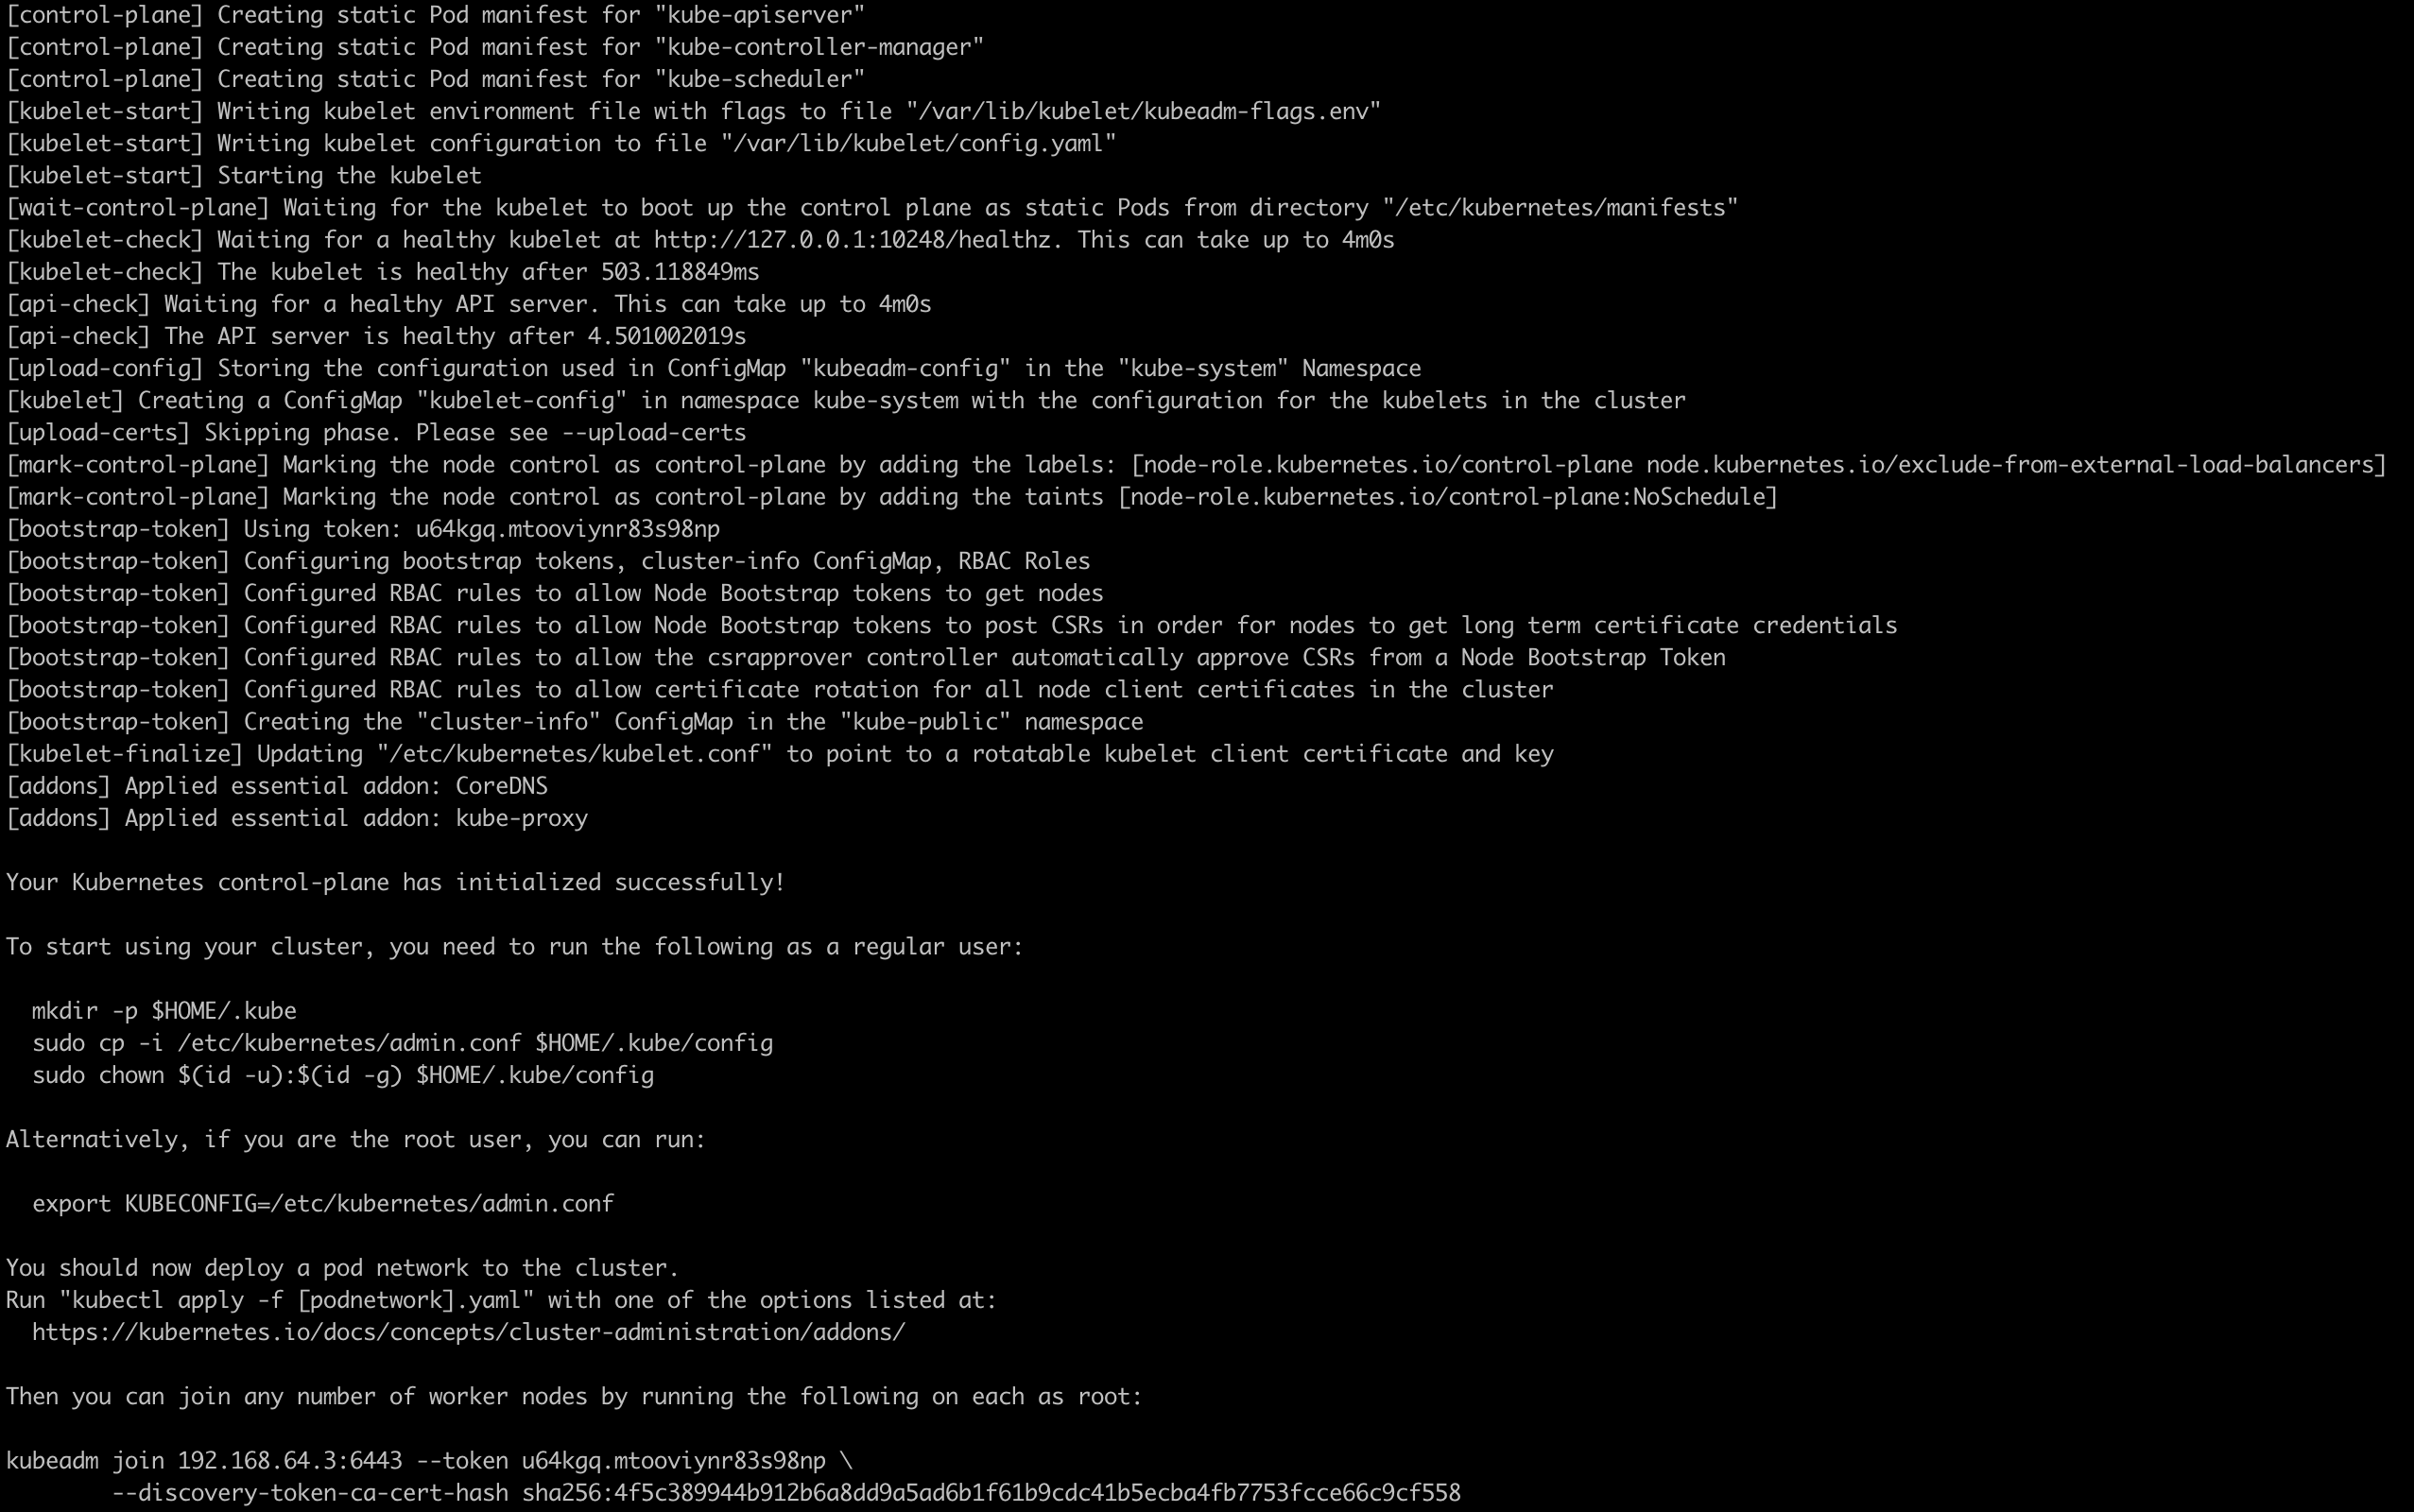 [control-plane] Creating static Pod manifest for "kube-apiserver"
[control-plane] Creating static Pod manifest for "kube-controller-manager"
[control-plane] Creating static Pod manifest for "kube-scheduler"
[kubelet-start] Writing kubelet environment file with flags to file "/var/lib/kubelet/kubeadm-flags.env"
[kubelet-start] Writing kubelet configuration to file "/var/lib/kubelet/config.yaml"
[kubelet-start] Starting the kubelet
[wait-control-plane] Waiting for the kubelet to boot up the control plane as static Pods from directory "/etc/kubernetes/manifests"
[kubelet-check] Waiting for a healthy kubelet at http://127.0.0.1:10248/healthz. This can take up to 4m0s
[kubelet-check] The kubelet is healthy after 503.118849ms
[api-check] Waiting for a healthy API server. This can take up to 4m0s
[api-check] The API server is healthy after 4.501002019s
[upload-config] Storing the configuration used in ConfigMap "kubeadm-config" in the "kube-system" Namespace
[kubelet] Creating a ConfigMap "kubelet-config" in namespace kube-system with the configuration for the kubelets in the cluster
[upload-certs] Skipping phase. Please see --upload-certs
[mark-control-plane] Marking the node control as control-plane by adding the labels: [node-role.kubernetes.io/control-plane node.kubernetes.io/exclude-from-external-load-balancers]
[mark-control-plane] Marking the node control as control-plane by adding the taints [node-role.kubernetes.io/control-plane:NoSchedule]
[bootstrap-token] Using token: u64kgq.mtooviynr83s98np
[bootstrap-token] Configuring bootstrap tokens, cluster-info ConfigMap, RBAC Roles
[bootstrap-token] Configured RBAC rules to allow Node Bootstrap tokens to get nodes
[bootstrap-token] Configured RBAC rules to allow Node Bootstrap tokens to post CSRs in order for nodes to get long term certificate credentials
[bootstrap-token] Configured RBAC rules to allow the csrapprover controller automatically approve CSRs from a Node Bootstrap Token
[bootstrap-token] Configured RBAC rules to allow certificate rotation for all node client certificates in the cluster
[bootstrap-token] Creating the "cluster-info" ConfigMap in the "kube-public" namespace
[kubelet-finalize] Updating "/etc/kubernetes/kubelet.conf" to point to a rotatable kubelet client certificate and key
[addons] Applied essential addon: CoreDNS
[addons] Applied essential addon: kube-proxy

Your Kubernetes control-plane has initialized successfully!

To start using your cluster, you need to run the following as a regular user:

  mkdir -p $HOME/.kube
  sudo cp -i /etc/kubernetes/admin.conf $HOME/.kube/config
  sudo chown $(id -u):$(id -g) $HOME/.kube/config

Alternatively, if you are the root user, you can run:

  export KUBECONFIG=/etc/kubernetes/admin.conf

You should now deploy a pod network to the cluster.
Run "kubectl apply -f [podnetwork].yaml" with one of the options listed at:
  https://kubernetes.io/docs/concepts/cluster-administration/addons/

Then you can join any number of worker nodes by running the following on each as root:

kubeadm join 192.168.64.3:6443 --token u64kgq.mtooviynr83s98np \
        --discovery-token-ca-cert-hash sha256:4f5c389944b912b6a8dd9a5ad6b1f61b9cdc41b5ecba4fb7753fcce66c9cf558